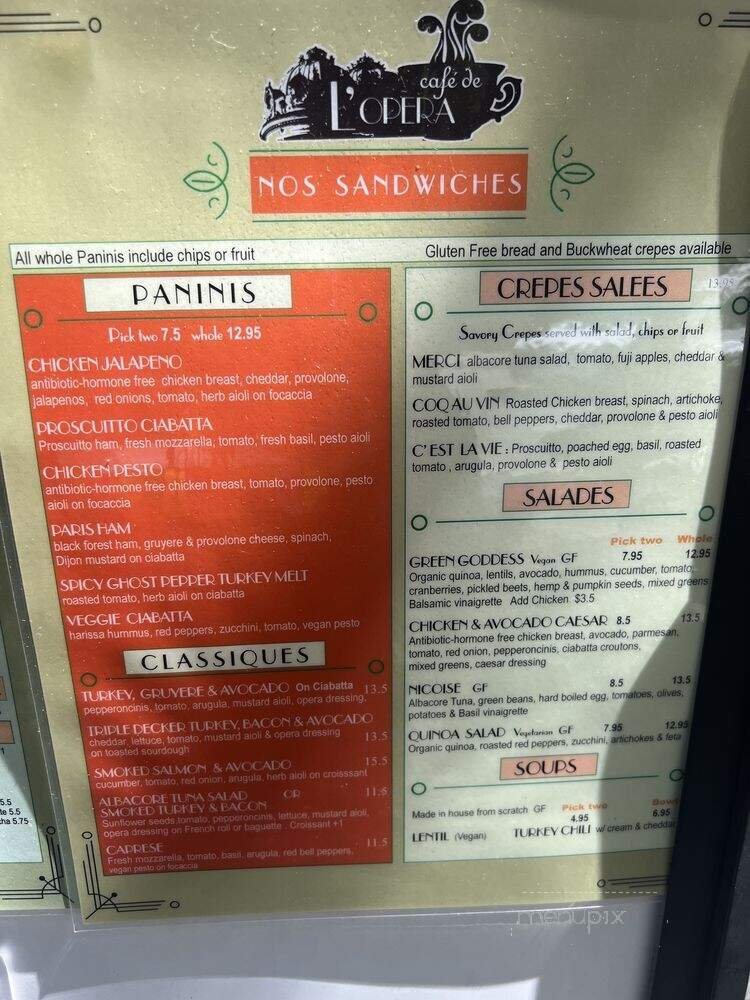 café de
L'OPERA
NOS SANDWICHES
All whole Paninis include chips or fruit
Gluten Free bread and Buckwheat crepes available
PANINIS
Pick two 7.5 whole 12.95
CHICKEN JALAPENO
antibiotic-hormone free chicken breast, cheddar, provolone,
jalapenos, red onions, tomato, herb aioli on focaccia
PROSCUITTO CIABATTA
Proscuitto ham, fresh mozzarella, tomato, fresh basil, pesto aioli
CHICKEN PESTO
antibiotic-hormone free chicken breast, tomato, provolone, pesto
aioli on focaccia
PARIS HAM
black forest ham, gruyere & provolone cheese, spinach,
Dijon mustard on ciabatta
SPICY GHOST PEPPER TURKEY MELT
roasted tomato, herb aioli on ciabatta
VEGGIE CIABATTA
harissa hummus, red peppers, zucchini, tomato, vegan pesto
CLASSIQUES
TURKEY, GRUYERE & AVOCADO On Ciabatta 13.5
pepperoncinis, tomato, arugula, mustard aioli, opera dressing,
TRIPLE DECKER TURKEY, BACON & AVOCADO
cheddar, lettuce, tomato, mustard aioli & opera dressing 13.5
on toasted sourdough
SMOKED SALMON & AVOCADO 15.5
cucumber, tomato, red onion, arugula, herb aioli on croissant
ALBACORE TUNA SALAD OR 11.5
SMOKED TURKEY & BACON
Sunflower seeds,tomato, pepperoncinis, lettuce, mustard aioli,
opera dressing on French roll or baguette . Croissant +1
CAPRESE 11.5
Fresh mozzarella, tomato, basil, arugula, red bell peppers,
vegan pesto on focaccia
CREPES SALEES 13.95
Savory Crepes served with salad, chips or fruit
MERCI albacore tuna salad, tomato, fuji apples, cheddar &
mustard aioli
COQ AU VIN Roasted Chicken breast, spinach, artichoke,
roasted tomato, bell peppers, cheddar, provolone & pesto aioli
C'EST LA VIE : Proscuitto, poached egg, basil, roasted
tomato , arugula, provolone & pesto aioli
SALADES
Pick two Whole
GREEN GODDESS Vegan GF 7.95 12.95
Organic quinoa, lentils, avocado, hummus, cucumber, tomato,
cranberries, pickled beets, hemp & pumpkin seeds, mixed greens
Balsamic vinaigrette Add Chicken $3.5
CHICKEN & AVOCADO CAESAR 8.5 13.5
Antibiotic-hormone free chicken breast, avocado, parmesan,
tomato, red onion, pepperoncinis, ciabatta croutons,
mixed greens, caesar dressing
NICOISE GF 8.5 13.5
Albacore Tuna, green beans, hard boiled egg, tomatoes, olives,
potatoes & Basil vinaigrette
QUINOA SALAD Vegetarian GF 7.95 12.95
Organic quinoa, roasted red peppers, zucchini, artichokes & feta
SOUPS
Made in house from scratch GF Pick two Bowl
4.95 6.95
LENTIL (Vegan) TURKEY CHILI w/ cream & cheddar
5.5
5.5
5.75
menupix